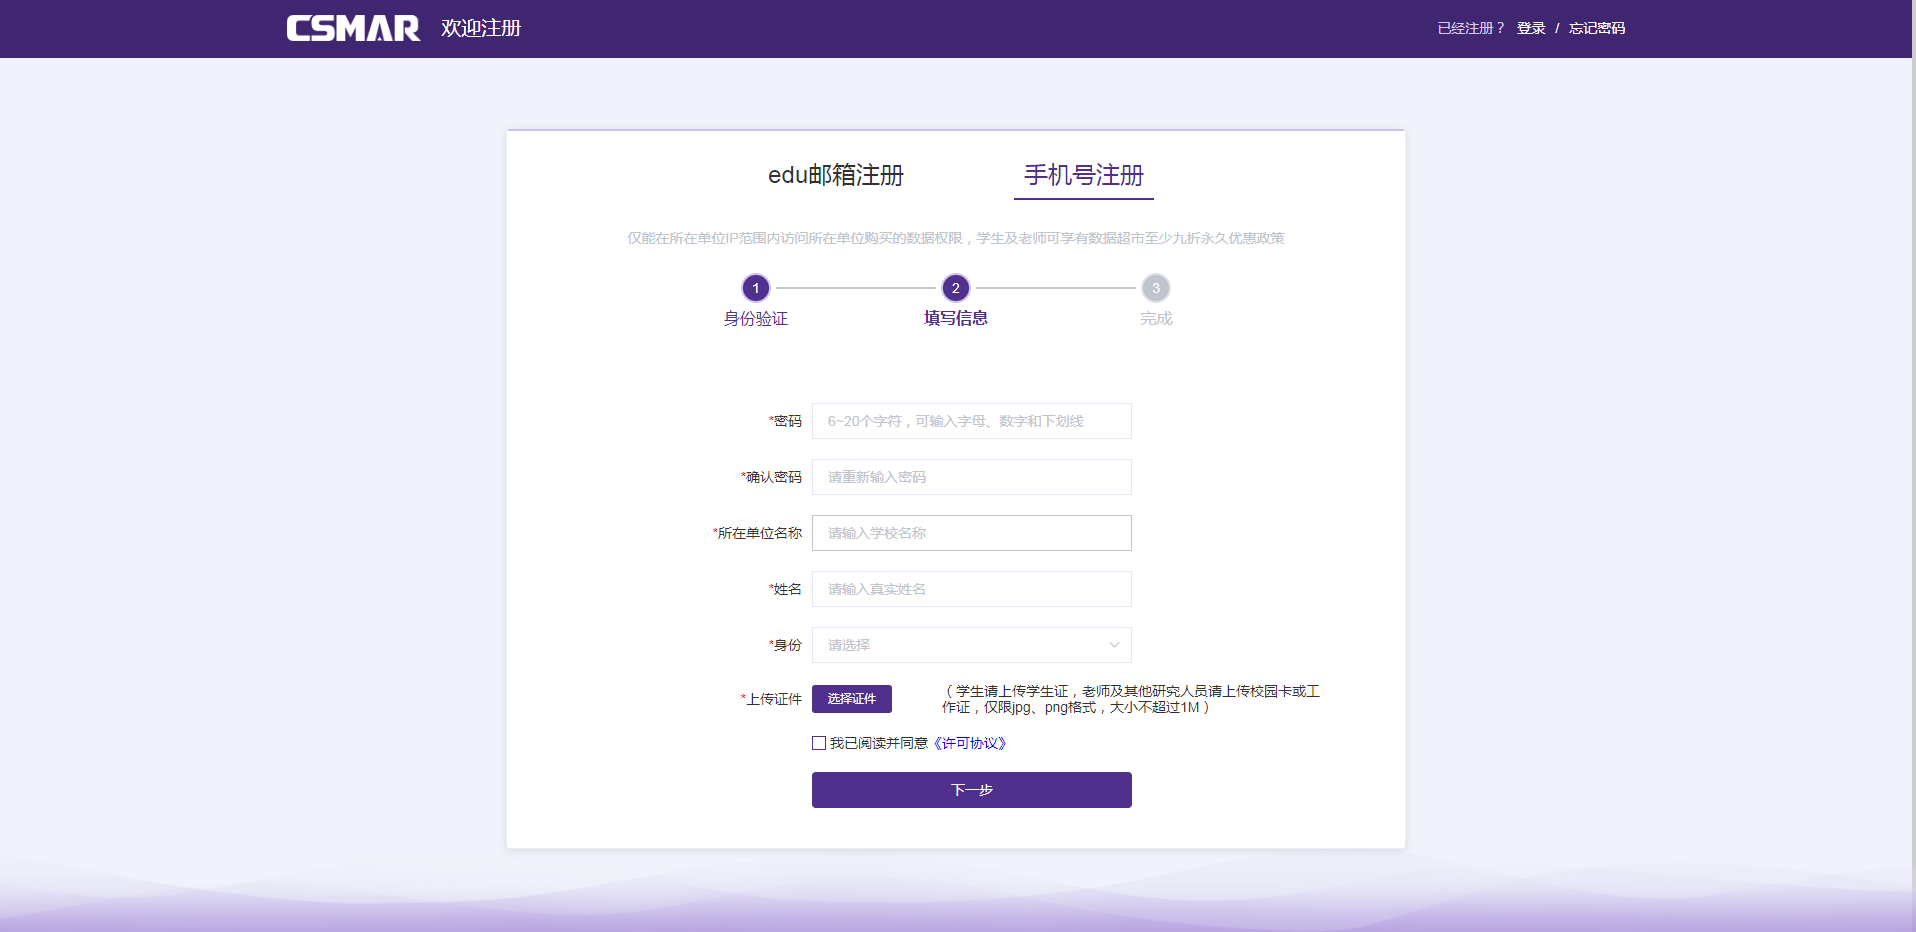 CSMAR 欢迎注册 已经注册？ 登录 / 忘记密码
edu邮箱注册 手机号注册
仅能在所在单位IP范围内访问所在单位购买的数据权限，学生及老师可享有数据超市至少九折永久优惠政策
1 2 3
身份验证 填写信息 完成
*密码 6~20个字符，可输入字母、数字和下划线
*确认密码 请重新输入密码
*所在单位名称 请输入学校名称
*姓名 请输入真实姓名
*身份 请选择
*上传证件 选择证件 （学生请上传学生证，老师及其他研究人员请上传校园卡或工
作证，仅限jpg、png格式，大小不超过1M）
我已阅读并同意《许可协议》
下一步